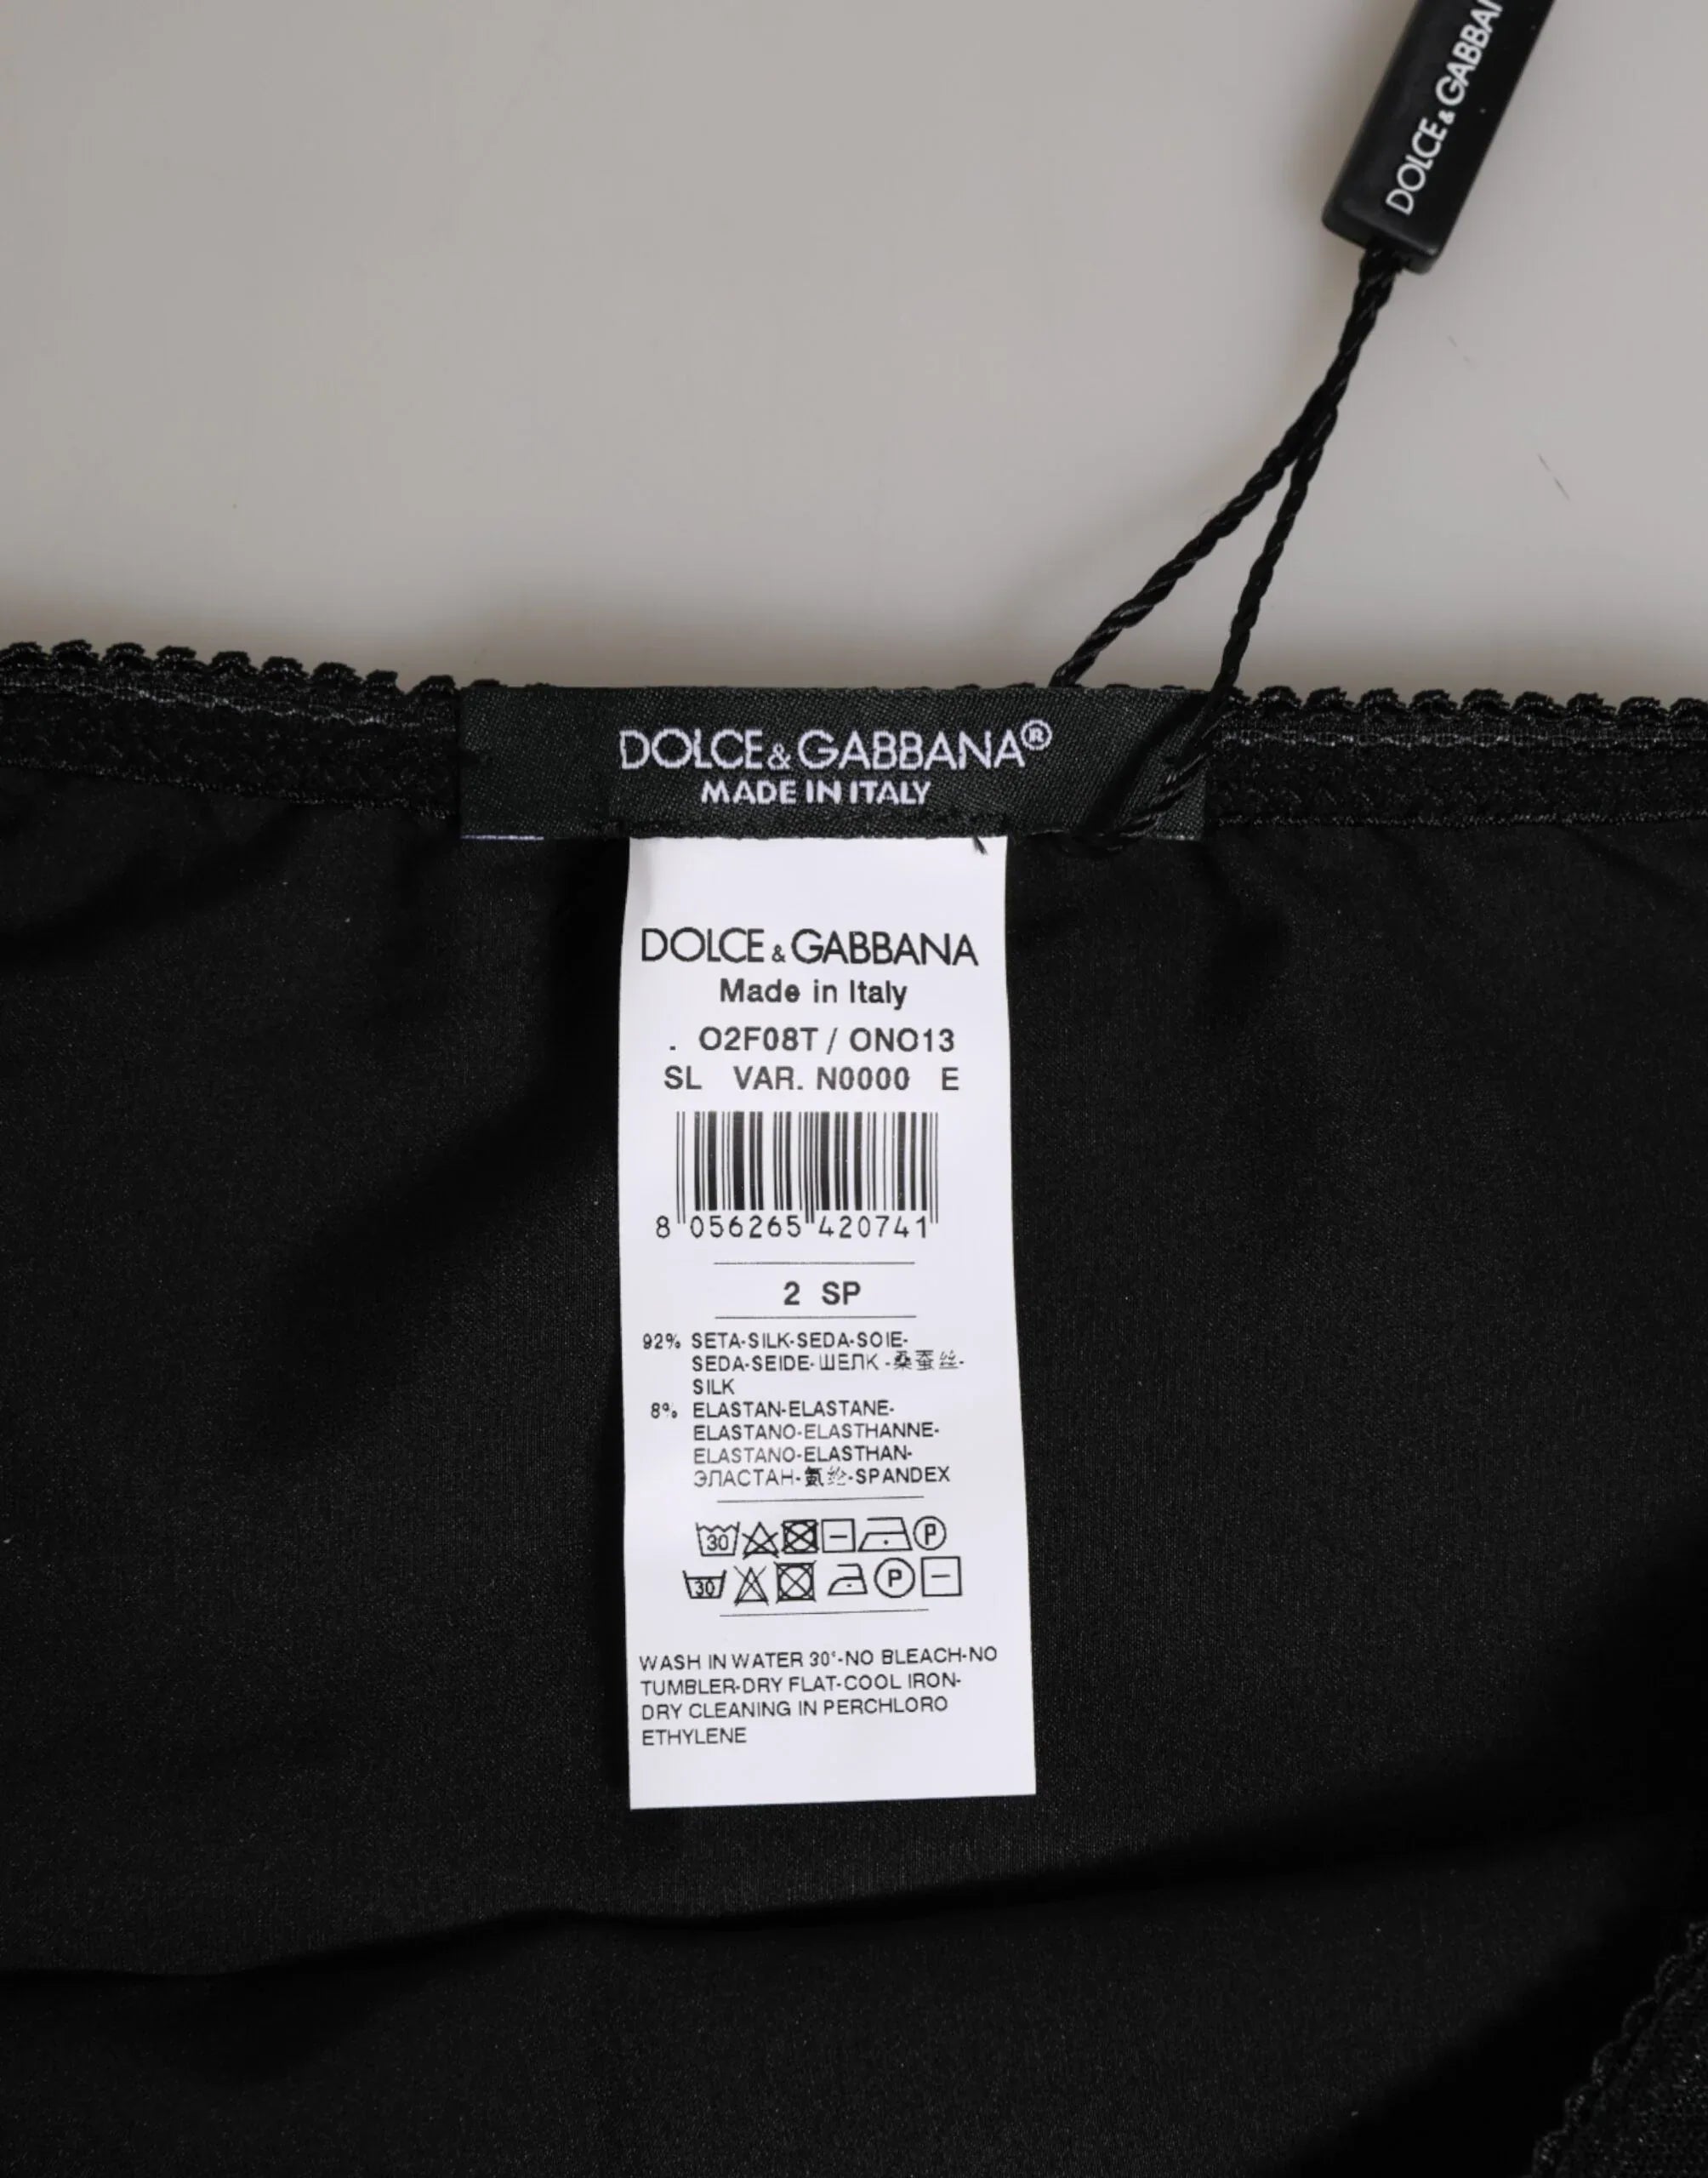 DOLCE & GABBANA
DOLCE & GABBANA®
MADE IN ITALY
DOLCE & GABBANA
Made in Italy
. O2F08T / ONO13
SL VAR. N0000 E
8 056265 420741
2 SP
92% SETA-SILK-SEDA-SOIE-
SEDA-SEIDE-ШЕЛК-桑蚕丝-
SILK
8% ELASTAN-ELASTANE-
ELASTANO-ELASTHANNE-
ELASTANO-ELASTHAN-
ЭЛАСТАН-氨纶-SPANDEX
30 P
30 P
WASH IN WATER 30°-NO BLEACH-NO
TUMBLER-DRY FLAT-COOL IRON-
DRY CLEANING IN PERCHLORO
ETHYLENE